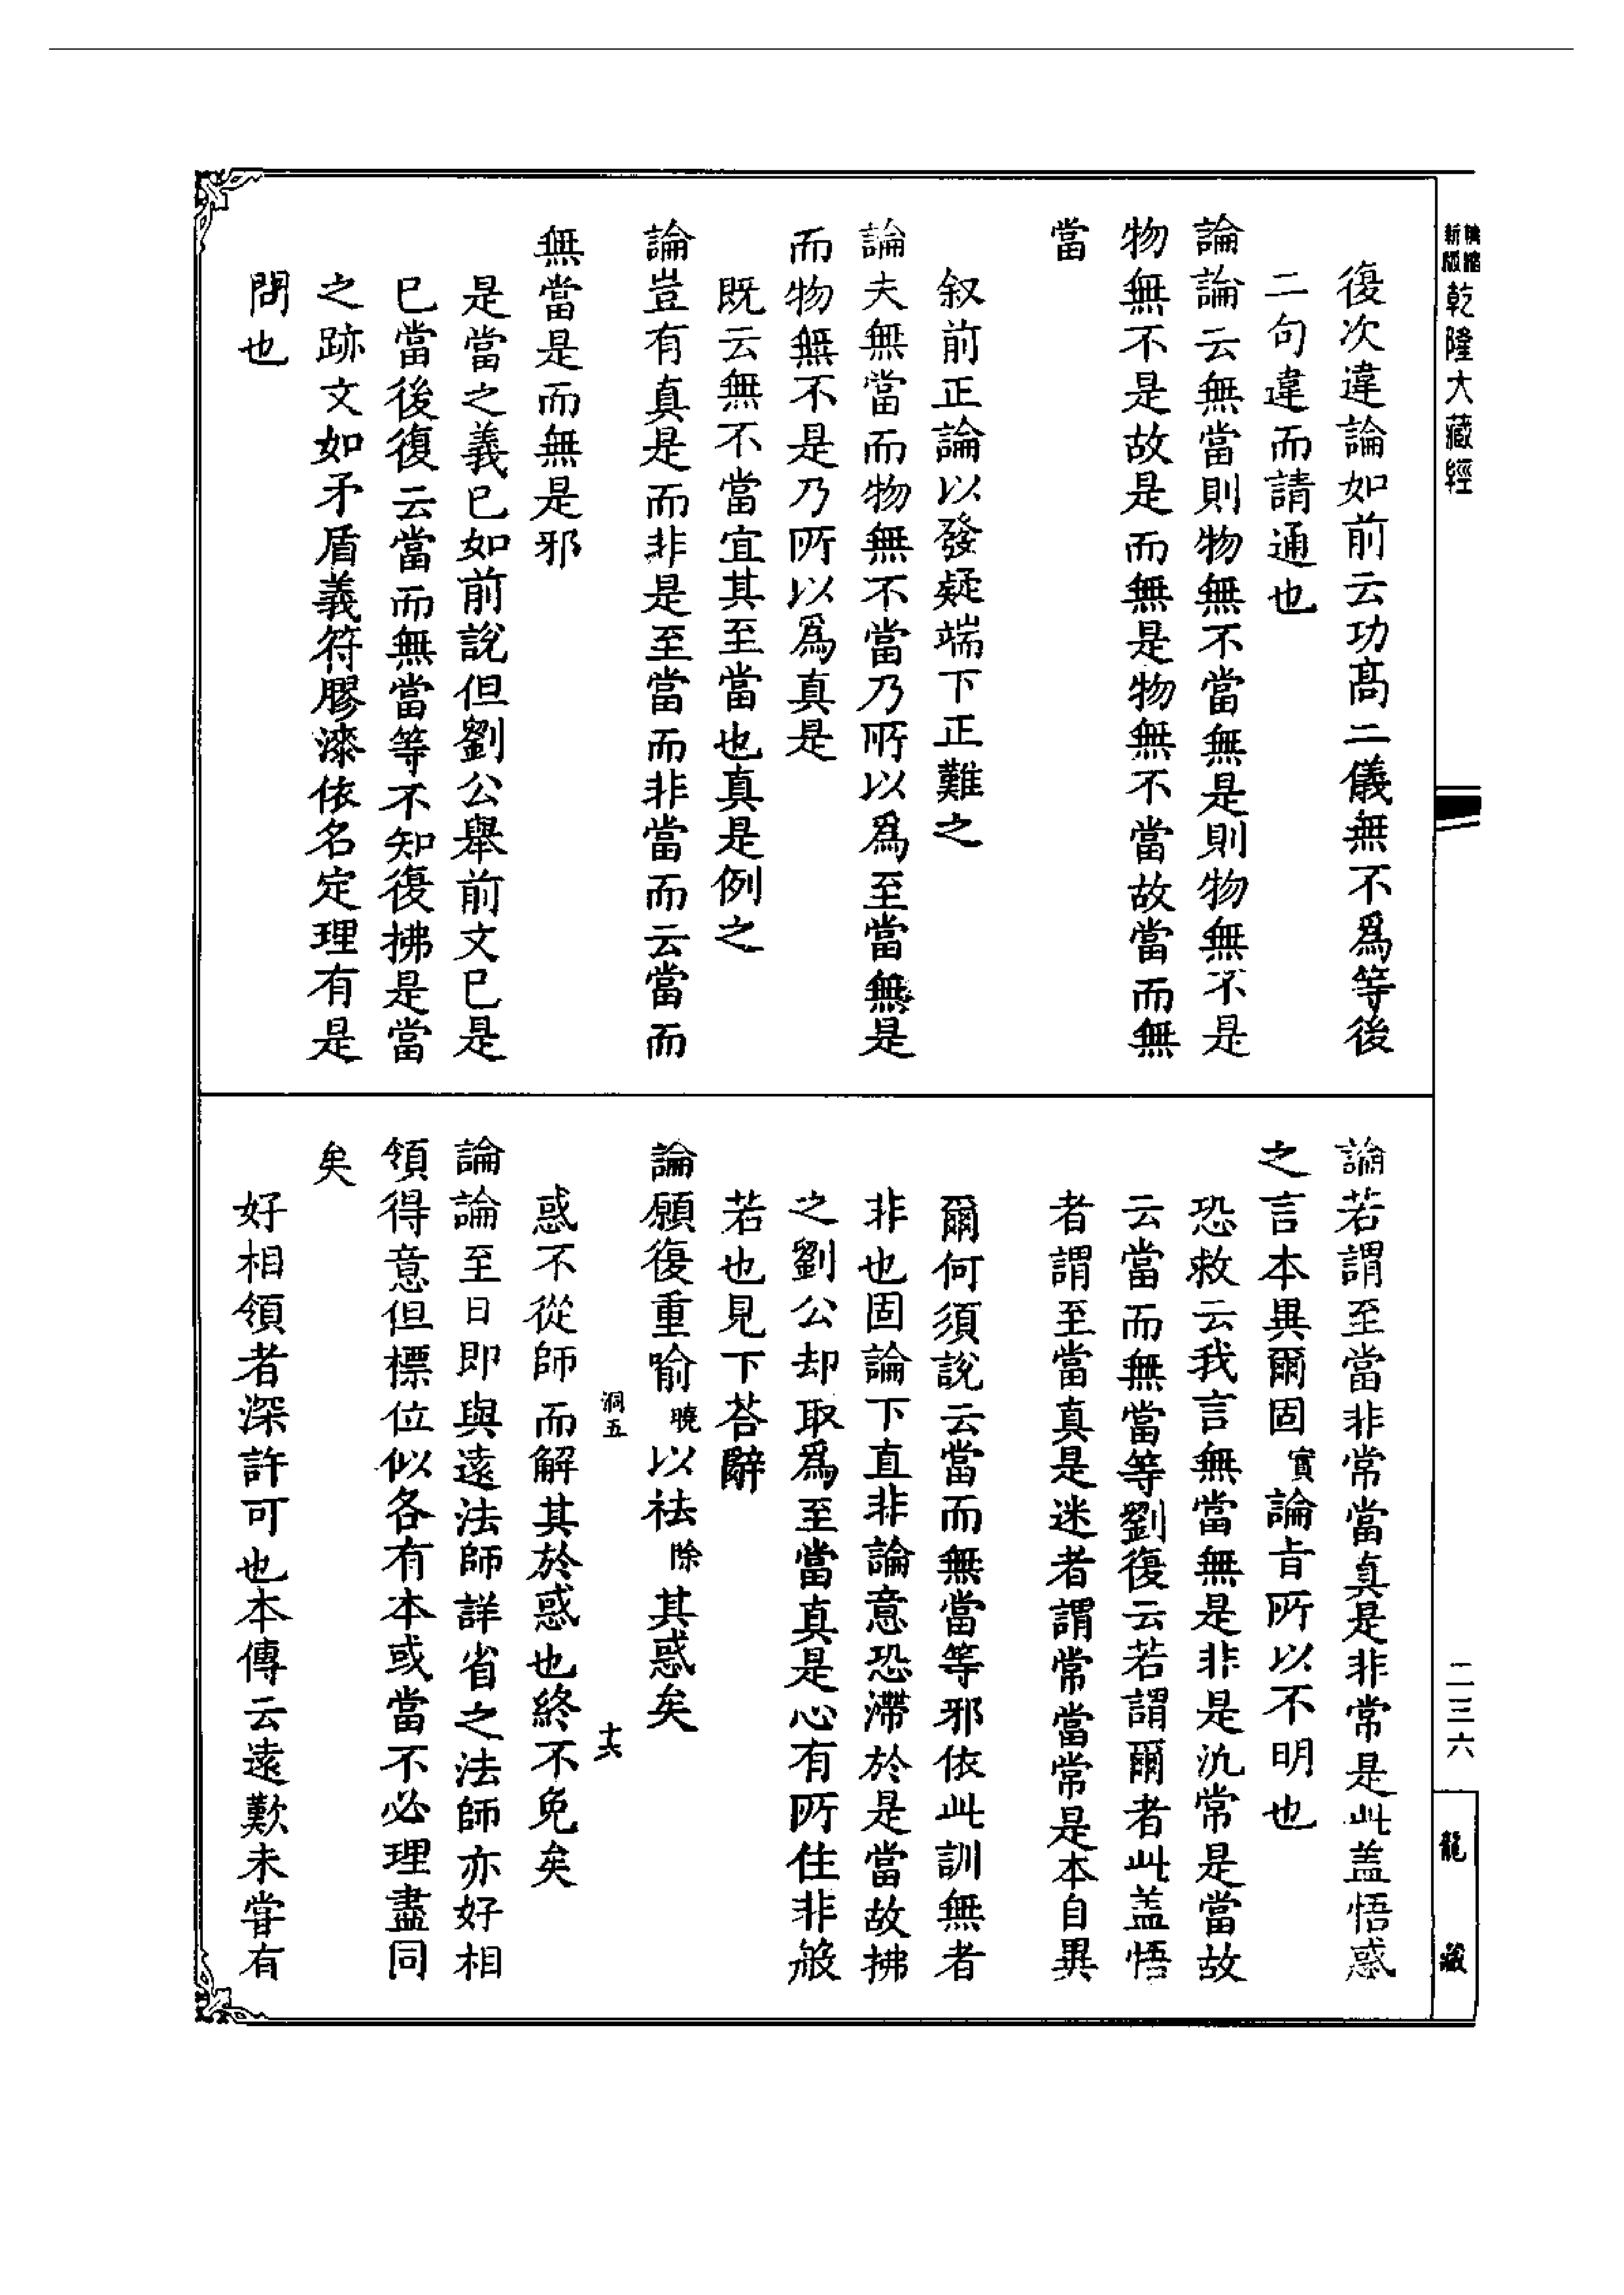 精縮新版乾隆大藏經
復次違論如前云功高二儀無不爲等後
二句違而請通也
論論云無當則物無不當無是則物無不是
物無不是故是而無是物無不當故當而無
當
叙前正論以發疑端下正難之
論夫無當而物無不當乃所以爲至當無是
而物無不是乃所以爲真是
既云無不當宜其至當也真是例之
論豈有真是而非是至當而非當而云當而
無當是而無是邪
是當之義已如前說但劉公舉前文已是
已當後復云當而無當等不知復拂是當
之跡文如矛盾義符膠漆依名定理有是
問也
論若謂至當非常當真是非常是此盖悟惑
之言本異爾固實論旨所以不明也
恐救云我言無當無是非是汎常是當故
云當而無當等劉復云若謂爾者此盖悟
者謂至當真是迷者謂常當常是本自異
爾何須說云當而無當等邪依此訓無者
非也固論下直非論意恐滯於是當故拂
之劉公却取爲至當真是心有所住非般
若也見下荅辭
論願復重喻曉以祛除其惑矣
洞五
十六
惑不從師而解其於惑也終不免矣
論論至日即與遠法師詳省之法師亦好相
領得意但標位似各有本或當不必理盡同
矣
好相領者深許可也本傳云遠歎未甞有
二三六
龍藏